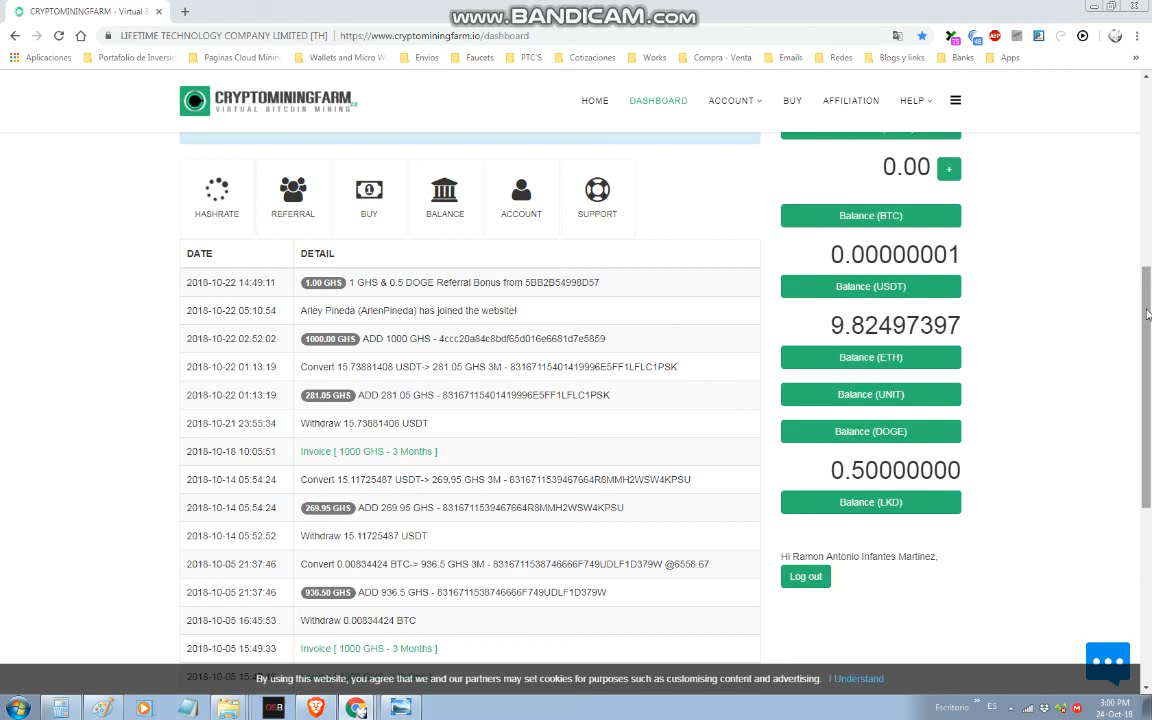 CRYPTOMININGFARM - Virtual B
www.BANDICAM.com
LIFETIME TECHNOLOGY COMPANY LIMITED [TH] | https://www.cryptominingfarm.io/dashboard
75
48
ABP
Aplicaciones
Portafolio de Inversic
Paginas Cloud Mining
Wallets and Micro W
Envios
Faucets
PTC'S
Cotizaciones
Works
Compra - Venta
Emails
Redes
Blogs y links
Banks
Apps
CRYPTOMININGFARM
VIRTUAL BITCOIN MINING
HOME
DASHBOARD
ACCOUNT
BUY
AFFILIATION
HELP
HASHRATE
REFERRAL
BUY
BALANCE
ACCOUNT
SUPPORT
DATE DETAIL
2018-10-22 14:49:11 1.00 GHS 1 GHS & 0.5 DOGE Referral Bonus from 5BB2B54998D57
2018-10-22 05:10:54 Arley Pineda (ArlenPineda) has joined the website!
2018-10-22 02:52:02 1000.00 GHS ADD 1000 GHS - 4ccc20a84c8bdf65d016e6681d7e5859
2018-10-22 01:13:19 Convert 15.73881408 USDT-> 281.05 GHS 3M - 83167115401419996E5FF1LFLC1PSK
2018-10-22 01:13:19 281.05 GHS ADD 281.05 GHS - 83167115401419996E5FF1LFLC1PSK
2018-10-21 23:55:34 Withdraw 15.73881408 USDT
2018-10-18 10:05:51 Invoice [ 1000 GHS - 3 Months ]
2018-10-14 05:54:24 Convert 15.11725487 USDT-> 269.95 GHS 3M - 8316711539467664R8MMH2WSW4KPSU
2018-10-14 05:54:24 269.95 GHS ADD 269.95 GHS - 8316711539467664R8MMH2WSW4KPSU
2018-10-14 05:52:52 Withdraw 15.11725487 USDT
2018-10-05 21:37:46 Convert 0.00834424 BTC-> 936.5 GHS 3M - 8316711538746666F749UDLF1D379W @6558.67
2018-10-05 21:37:46 936.50 GHS ADD 936.5 GHS - 8316711538746666F749UDLF1D379W
2018-10-05 16:45:53 Withdraw 0.00834424 BTC
2018-10-05 15:49:33 Invoice [ 1000 GHS - 3 Months ]
0.00 +
Balance (BTC)
0.00000001
Balance (USDT)
9.82497397
Balance (ETH)
Balance (UNIT)
Balance (DOGE)
0.50000000
Balance (LKD)
Hi Ramon Antonio Infantes Martinez,
Log out
By using this website, you agree that we and our partners may set cookies for purposes such as customising content and advertising. I Understand
OSB
Escritorio
ES
3:00 PM
24-Oct-18